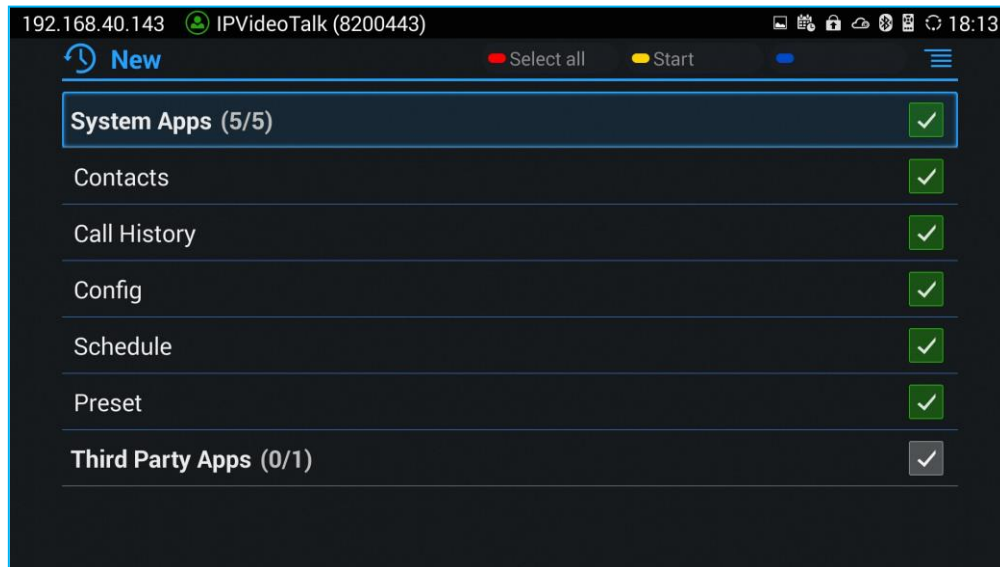 192.168.40.143 IPVideoTalk (8200443) 18:13
New Select all Start
System Apps (5/5)
Contacts
Call History
Config
Schedule
Preset
Third Party Apps (0/1)